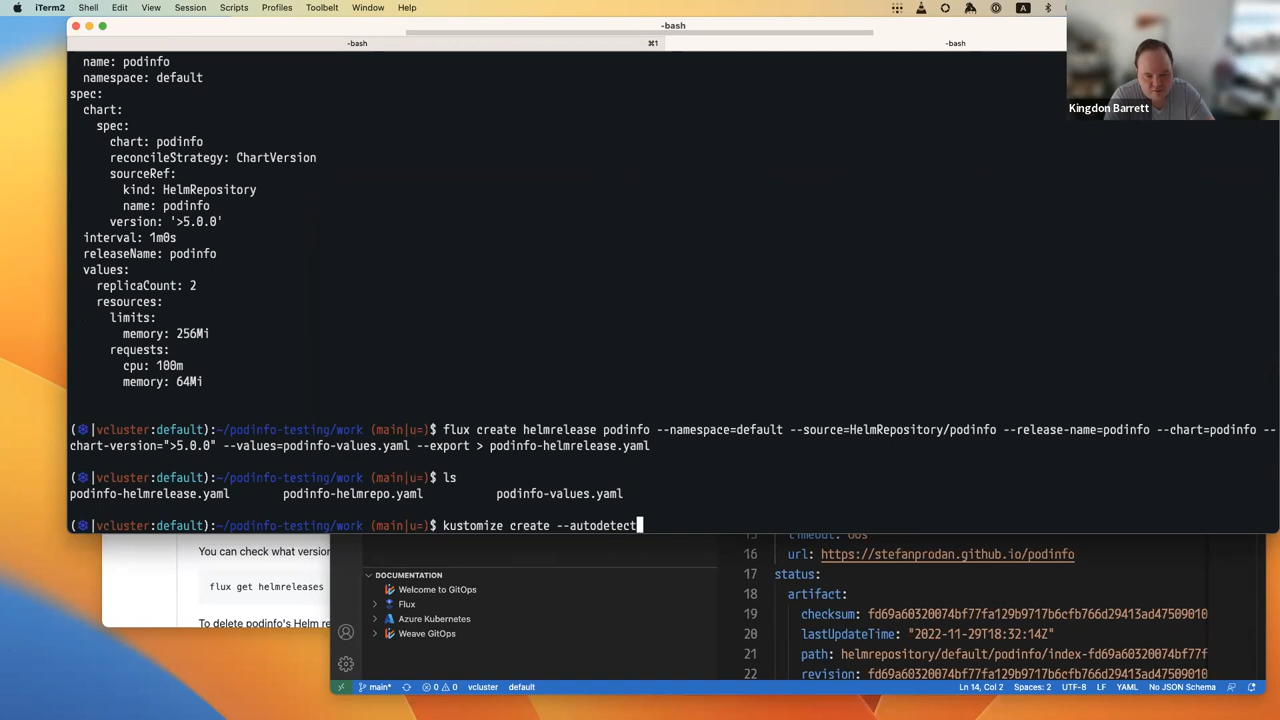 iTerm2 Shell Edit View Session Scripts Profiles Toolbelt Window Help
-bash
-bash ⌘1 -bash
name: podinfo
namespace: default
spec:
chart:
spec:
chart: podinfo
reconcileStrategy: ChartVersion
sourceRef:
kind: HelmRepository
name: podinfo
version: '>5.0.0'
interval: 1m0s
releaseName: podinfo
values:
replicaCount: 2
resources:
limits:
memory: 256Mi
requests:
cpu: 100m
memory: 64Mi
(⎈|vcluster:default):~/podinfo-testing/work (main|u=)$ flux create helmrelease podinfo --namespace=default --source=HelmRepository/podinfo --release-name=podinfo --chart=podinfo --
chart-version=">5.0.0" --values=podinfo-values.yaml --export > podinfo-helmrelease.yaml
(⎈|vcluster:default):~/podinfo-testing/work (main|u=)$ ls
podinfo-helmrelease.yaml podinfo-helmrepo.yaml podinfo-values.yaml
(⎈|vcluster:default):~/podinfo-testing/work (main|u=)$ kustomize create --autodetect
Kingdon Barrett
You can check what version
flux get helmreleases
To delete podinfo's Helm re
DOCUMENTATION
Welcome to GitOps
Flux
Azure Kubernetes
Weave GitOps
15 timeout: 60s
16 url: https://stefanprodan.github.io/podinfo
17 status:
18 artifact:
19 checksum: fd69a60320074bf77fa129b9717b6cfb766d29413ad47509010
20 lastUpdateTime: "2022-11-29T18:32:14Z"
21 path: helmrepository/default/podinfo/index-fd69a60320074bf77f
22 revision: fd69a60320074bf77fa129b9717b6cfb766d29413ad47509010
main* 0 0 vcluster default Ln 14, Col 2 Spaces: 2 UTF-8 LF YAML No JSON Schema